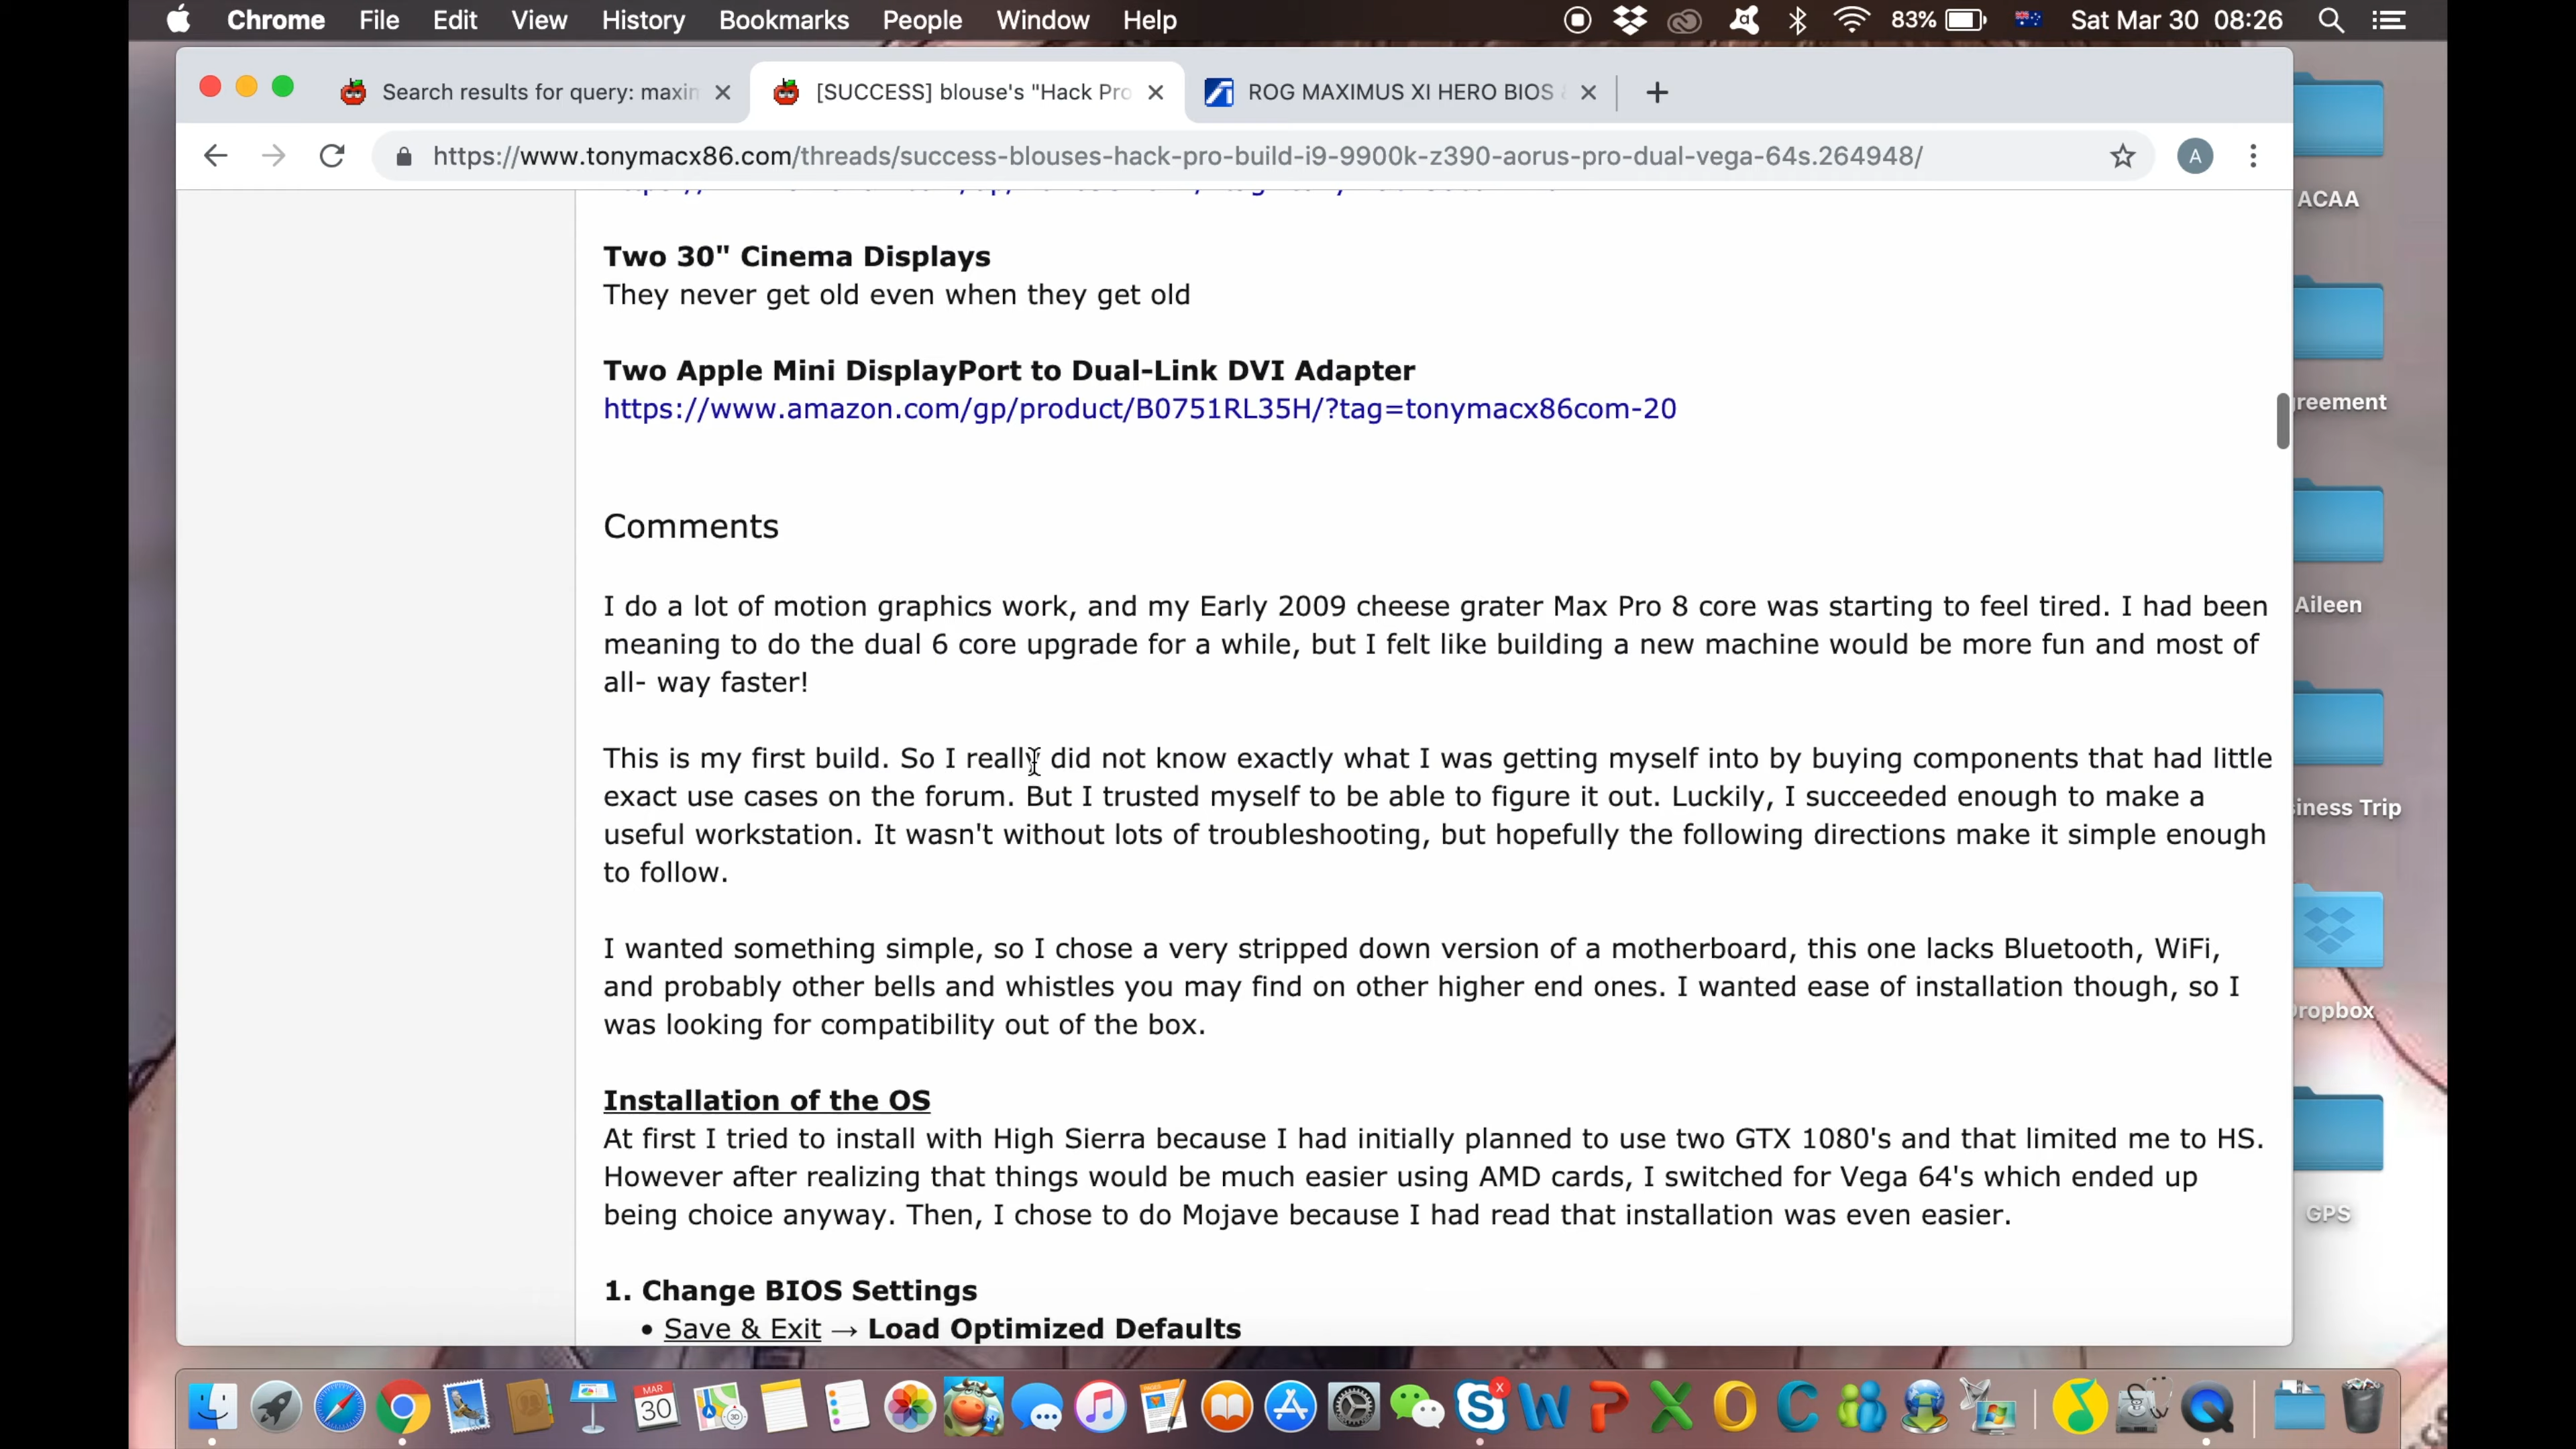 Chrome File Edit View History Bookmarks People Window Help 83% Sat Mar 30 08:26
Search results for query: maxim
[SUCCESS] blouse's "Hack Pro
ROG MAXIMUS XI HERO BIOS
https://www.tonymacx86.com/threads/success-blouses-hack-pro-build-i9-9900k-z390-aorus-pro-dual-vega-64s.264948/
A
Two 30" Cinema Displays
They never get old even when they get old
Two Apple Mini DisplayPort to Dual-Link DVI Adapter
https://www.amazon.com/gp/product/B0751RL35H/?tag=tonymacx86com-20
Comments
I do a lot of motion graphics work, and my Early 2009 cheese grater Max Pro 8 core was starting to feel tired. I had been
meaning to do the dual 6 core upgrade for a while, but I felt like building a new machine would be more fun and most of
all- way faster!
This is my first build. So I really did not know exactly what I was getting myself into by buying components that had little
exact use cases on the forum. But I trusted myself to be able to figure it out. Luckily, I succeeded enough to make a
useful workstation. It wasn't without lots of troubleshooting, but hopefully the following directions make it simple enough
to follow.
I wanted something simple, so I chose a very stripped down version of a motherboard, this one lacks Bluetooth, WiFi,
and probably other bells and whistles you may find on other higher end ones. I wanted ease of installation though, so I
was looking for compatibility out of the box.
Installation of the OS
At first I tried to install with High Sierra because I had initially planned to use two GTX 1080's and that limited me to HS.
However after realizing that things would be much easier using AMD cards, I switched for Vega 64's which ended up
being choice anyway. Then, I chose to do Mojave because I had read that installation was even easier.
1. Change BIOS Settings
• Save & Exit → Load Optimized Defaults
ACAA
reement
Aileen
iness Trip
ropbox
GPS
MAR
30